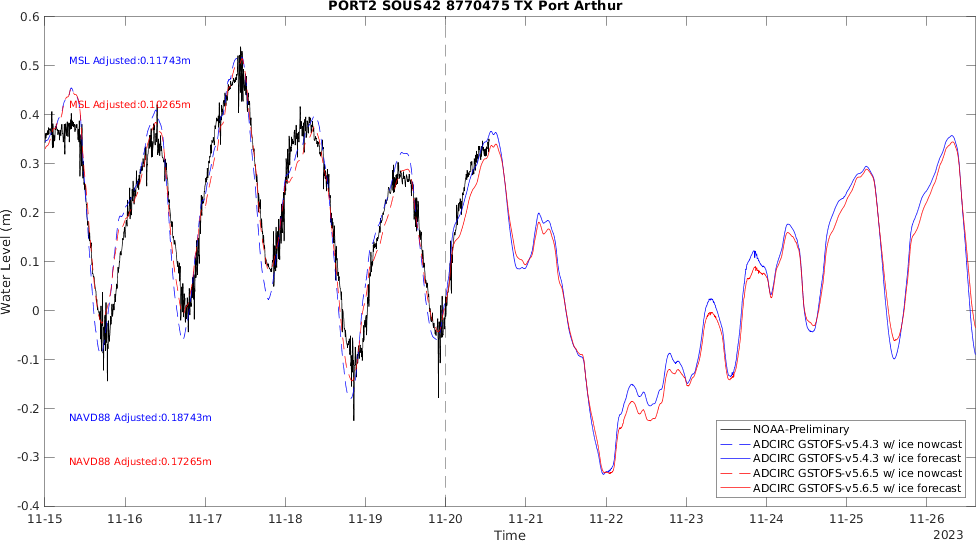 PORT2 SOUS42 8770475 TX Port Arthur
0.6
0.5
0.4
0.3
0.2
0.1
0
-0.1
-0.2
-0.3
-0.4
Water Level (m)
MSL Adjusted:0.11743m
MSL Adjusted:0.10265m
NAVD88 Adjusted:0.18743m
NAVD88 Adjusted:0.17265m
NOAA-Preliminary
ADCIRC GSTOFS-v5.4.3 w/ ice nowcast
ADCIRC GSTOFS-v5.4.3 w/ ice forecast
ADCIRC GSTOFS-v5.6.5 w/ ice nowcast
ADCIRC GSTOFS-v5.6.5 w/ ice forecast
11-15 11-16 11-17 11-18 11-19 11-20 11-21 11-22 11-23 11-24 11-25 11-26
Time
2023